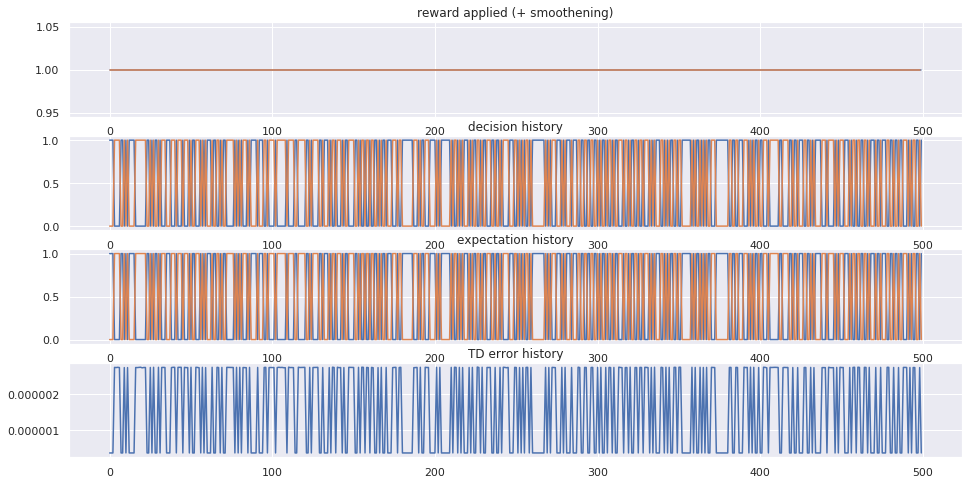 reward applied (+ smoothening)
1.05
1.00
0.95
0 100 200 300 400 500
decision history
1.0
0.5
0.0
0 100 200 300 400 500
expectation history
1.0
0.5
0.0
0 100 200 300 400 500
TD error history
0.000002
0.000001
0 100 200 300 400 500